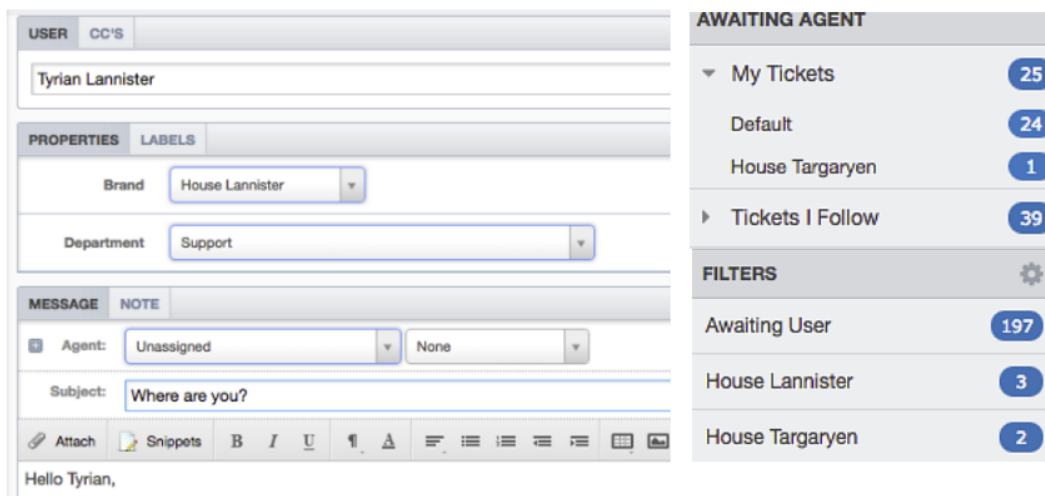 USER CC'S
Tyrian Lannister
PROPERTIES LABELS
Brand House Lannister
Department Support
MESSAGE NOTE
Agent: Unassigned None
Subject: Where are you?
Attach Snippets B I U ¶ A
Hello Tyrian,
AWAITING AGENT
My Tickets 25
Default 24
House Targaryen 1
Tickets I Follow 39
FILTERS
Awaiting User 197
House Lannister 3
House Targaryen 2